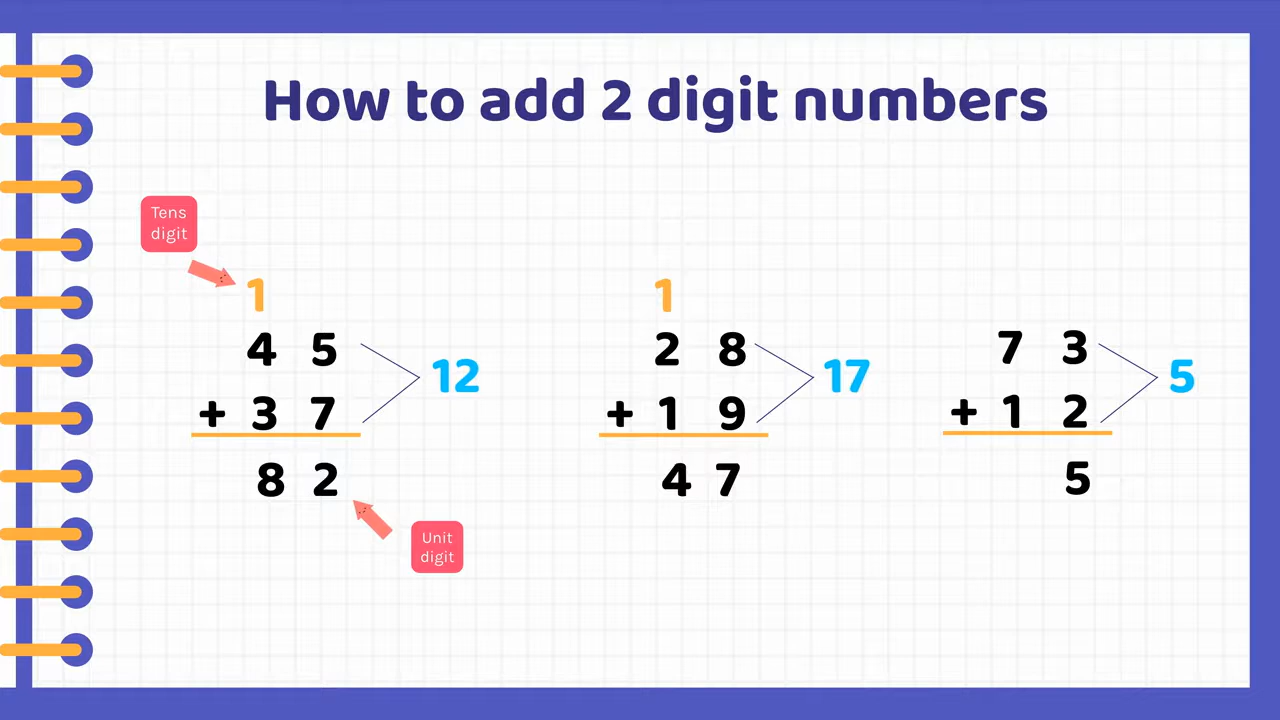 How to add 2 digit numbers
Tens
digit
1
4 5
+ 3 7
12
8 2
Unit
digit
1
2 8
+ 1 9
17
4 7
7 3
+ 1 2
5
5